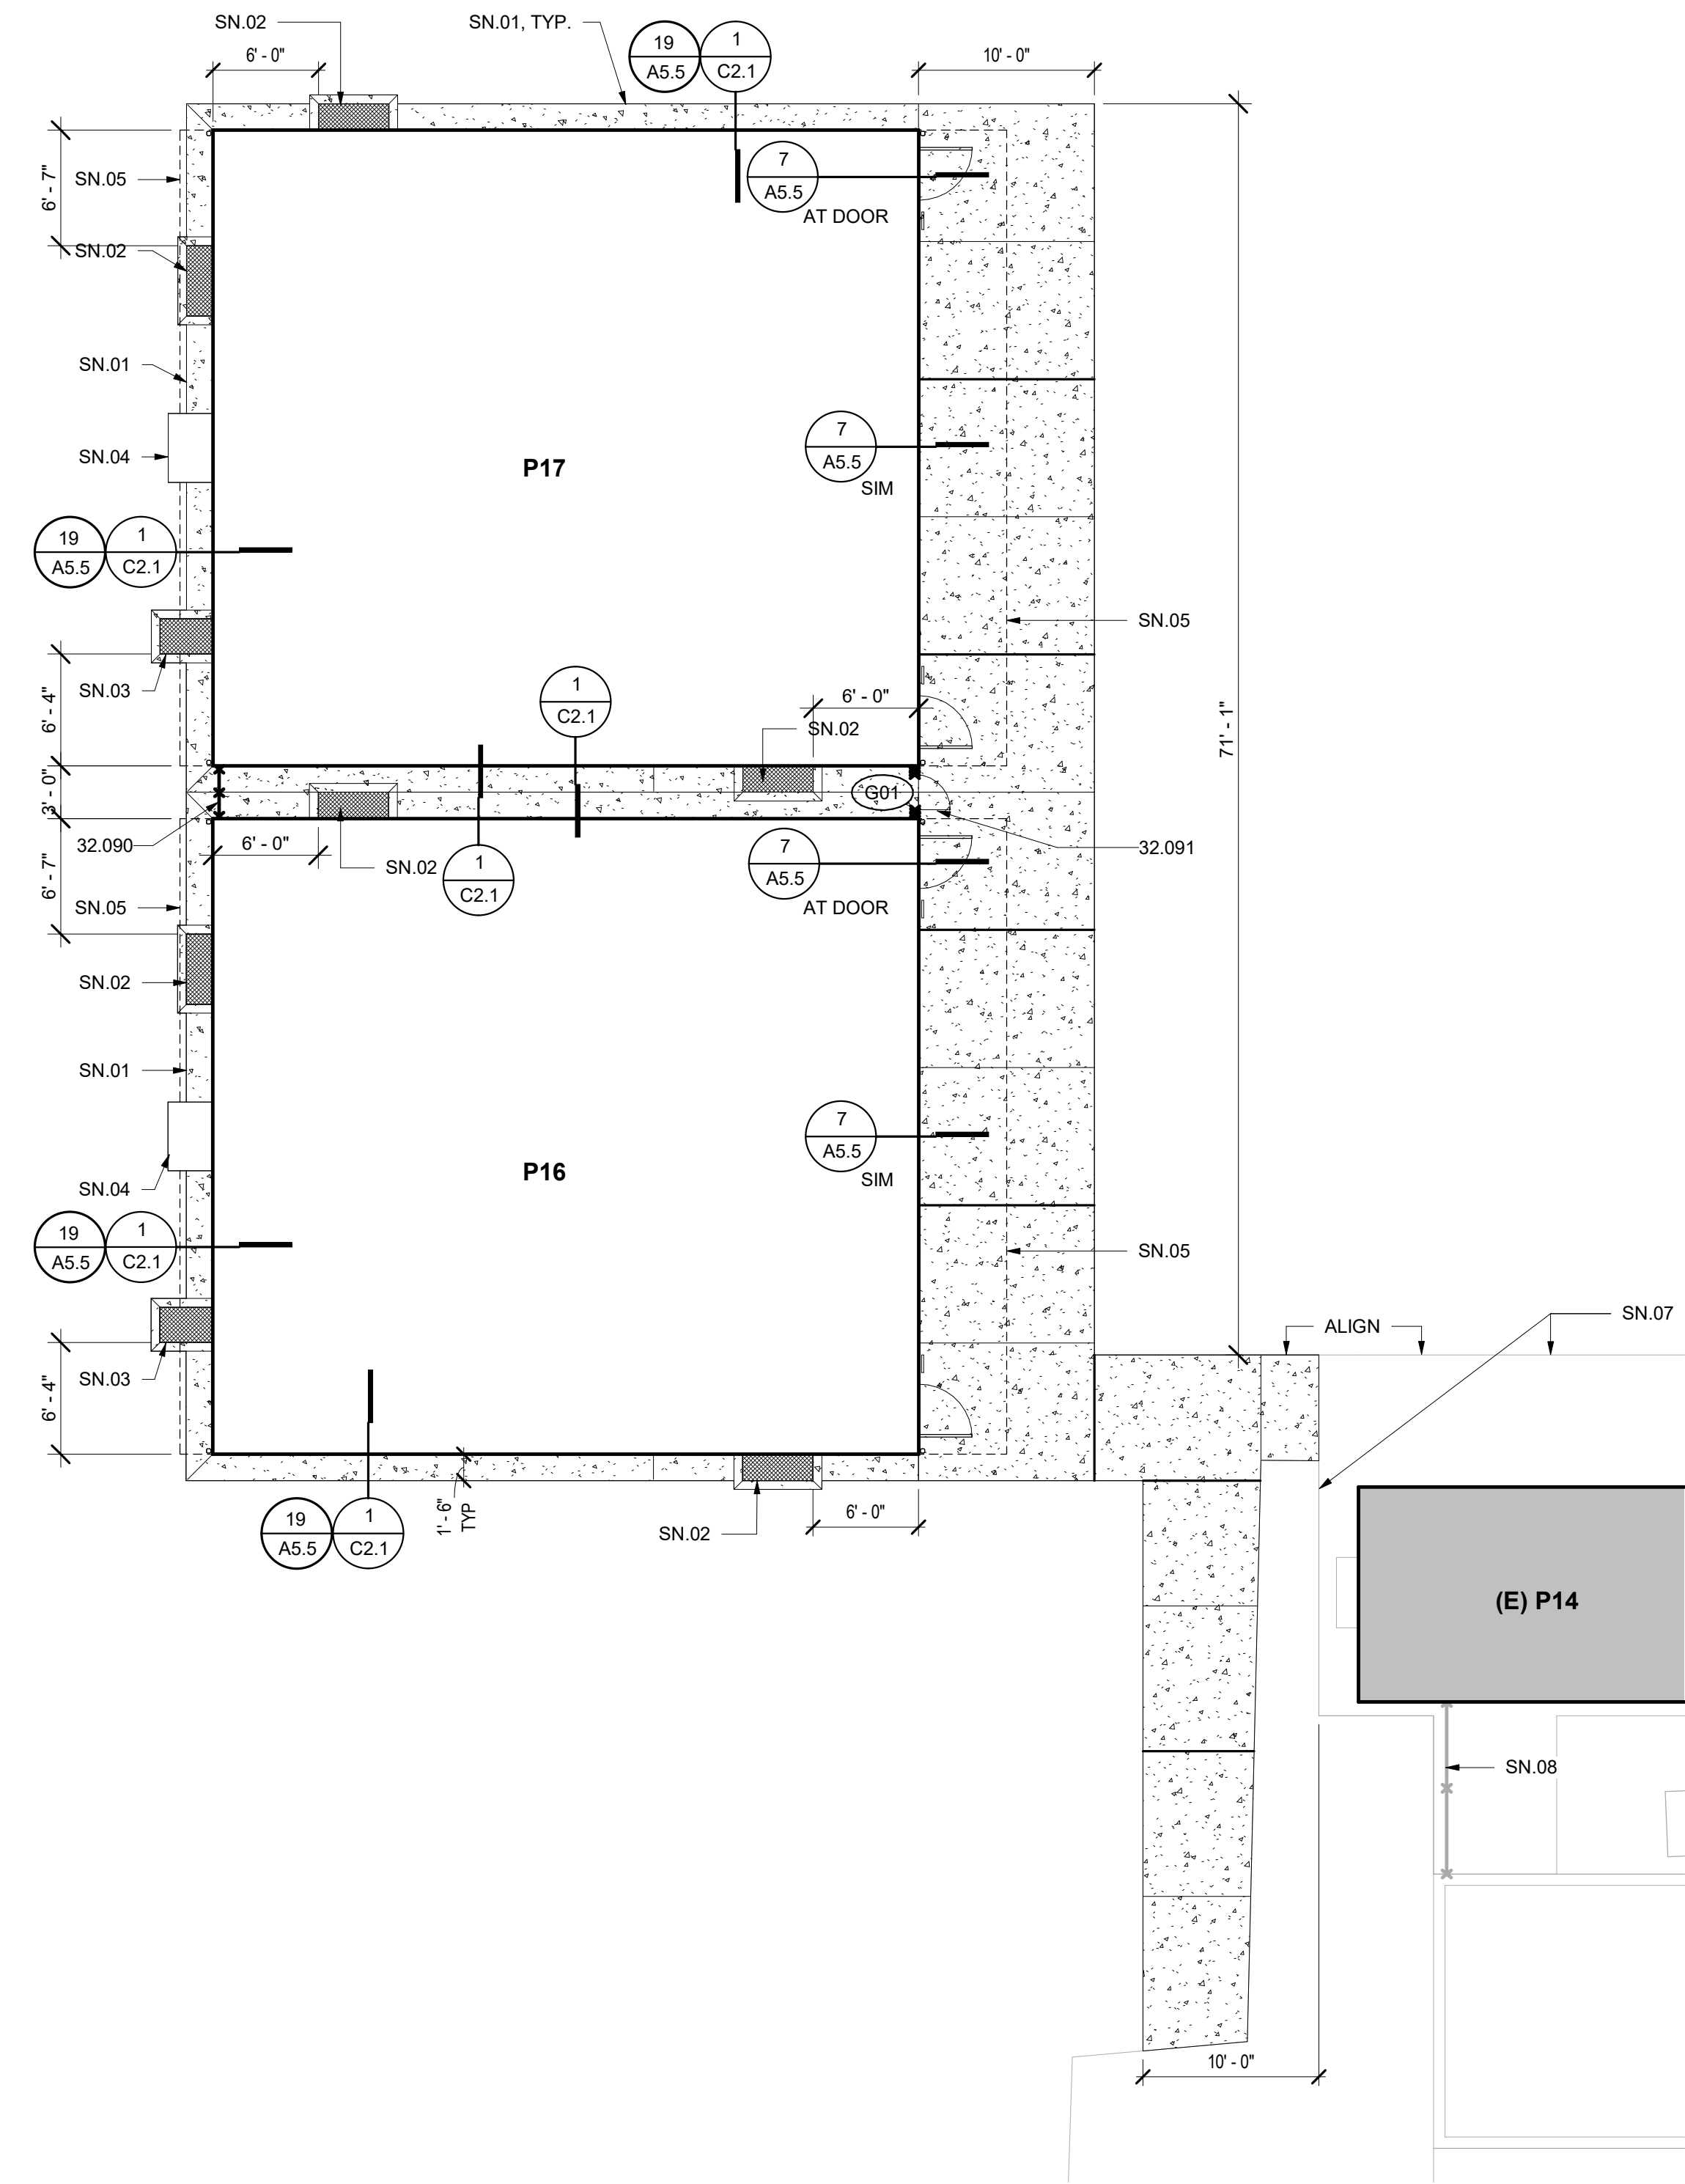 SN.02
SN.01, TYP.
19
A5.5
1
C2.1
6' - 0"
10' - 0"
7
A5.5
AT DOOR
6' - 7"
SN.05
SN.02
SN.01
SN.04
P17
7
A5.5
SIM
19
A5.5
1
C2.1
SN.05
SN.03
6' - 4"
1
C2.1
6' - 0"
SN.02
71' - 1"
3' - 0"
G01
32.090
6' - 0"
SN.02
1
C2.1
7
A5.5
AT DOOR
32.091
6' - 7"
SN.05
SN.02
SN.01
7
A5.5
SIM
P16
SN.04
19
A5.5
1
C2.1
SN.05
SN.07
ALIGN
SN.03
6' - 4"
19
A5.5
1
C2.1
1' - 6"
TYP
SN.02
6' - 0"
(E) P14
SN.08
10' - 0"